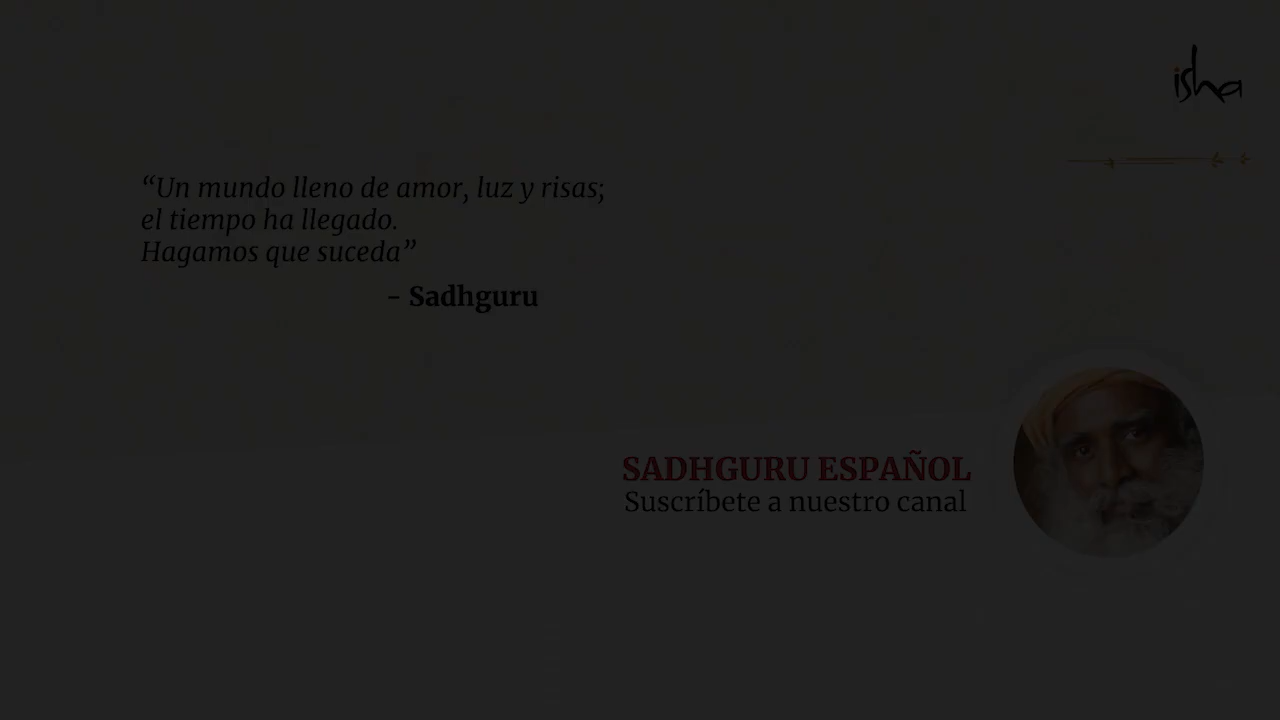 isha
“Un mundo lleno de amor, luz y risas;
el tiempo ha llegado.
Hagamos que suceda”
- Sadhguru
SADHGURU ESPAÑOL
Suscríbete a nuestro canal